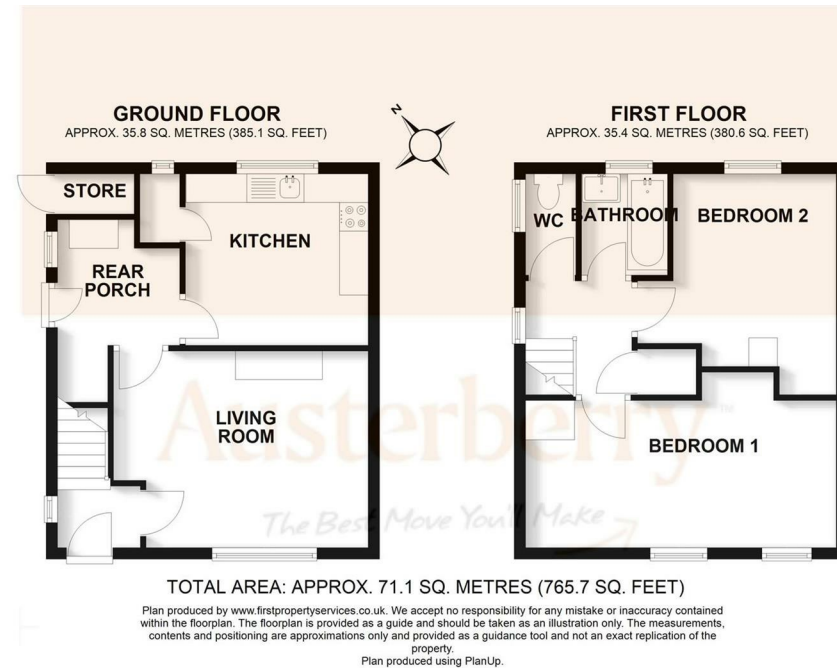 GROUND FLOOR
APPROX. 35.8 SQ. METRES (385.1 SQ. FEET)
N
FIRST FLOOR
APPROX. 35.4 SQ. METRES (380.6 SQ. FEET)
STORE
KITCHEN
REAR
PORCH
LIVING
ROOM
WC
BATHROOM
BEDROOM 2
BEDROOM 1
Austerberry™
The Best Move You'll Make
TOTAL AREA: APPROX. 71.1 SQ. METRES (765.7 SQ. FEET)
Plan produced by www.firstpropertyservices.co.uk. We accept no responsibility for any mistake or inaccuracy contained
within the floorplan. The floorplan is provided as a guide and should be taken as an illustration only. The measurements,
contents and positioning are approximations only and provided as a guidance tool and not an exact replication of the
property.
Plan produced using PlanUp.